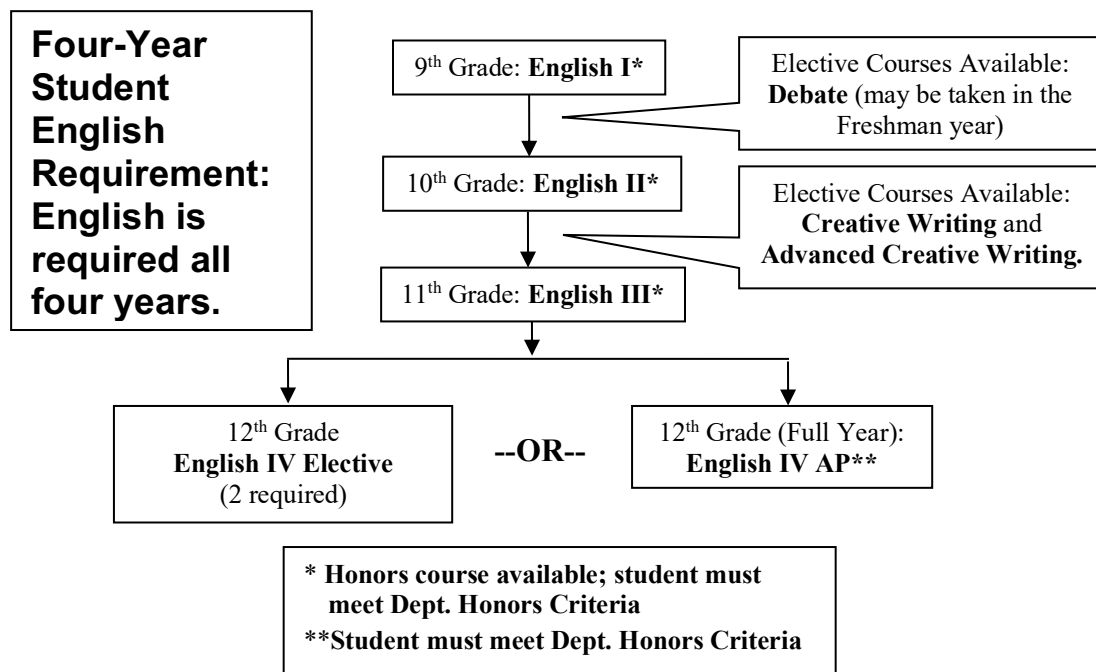 Four-Year
Student
English
Requirement:
English is
required all
four years.
9th Grade: English I*
Elective Courses Available:
Debate (may be taken in the
Freshman year)
10th Grade: English II*
Elective Courses Available:
Creative Writing and
Advanced Creative Writing.
11th Grade: English III*
12th Grade
English IV Elective
(2 required)
--OR--
12th Grade (Full Year):
English IV AP**
* Honors course available; student must
meet Dept. Honors Criteria
**Student must meet Dept. Honors Criteria